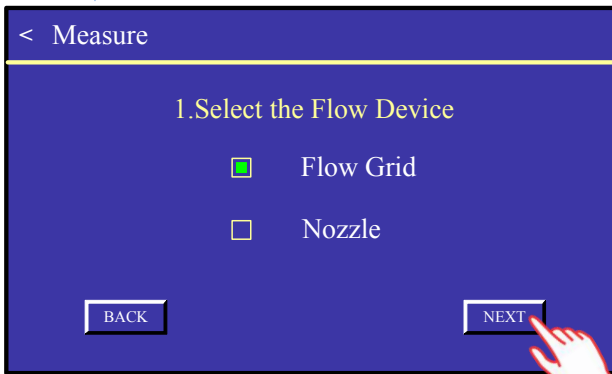 < Measure
1.Select the Flow Device
Flow Grid
Nozzle
BACK
NEXT